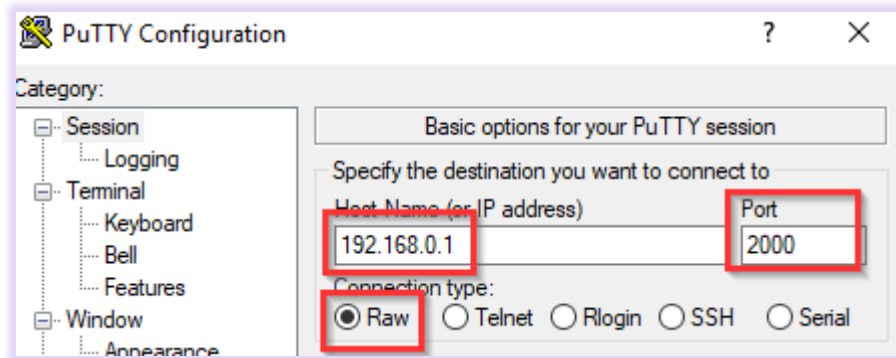 PuTTY Configuration ? ×
Category:
Session
Logging
Terminal
Keyboard
Bell
Features
Window
Appearance
Basic options for your PuTTY session
Specify the destination you want to connect to
Host Name (or IP address) Port
192.168.0.1 2000
Connection type:
Raw Telnet Rlogin SSH Serial